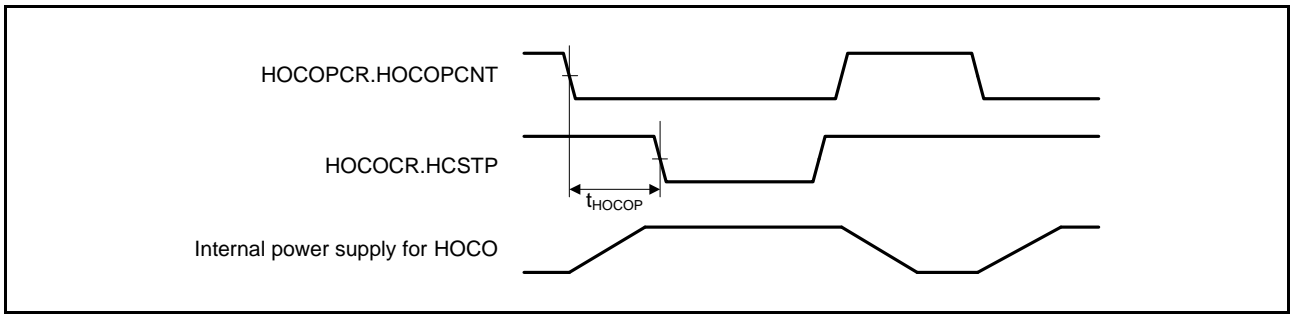 HOCOPCR.HOCOPCNT
HOCOCR.HCSTP
tHOCOP
Internal power supply for HOCO